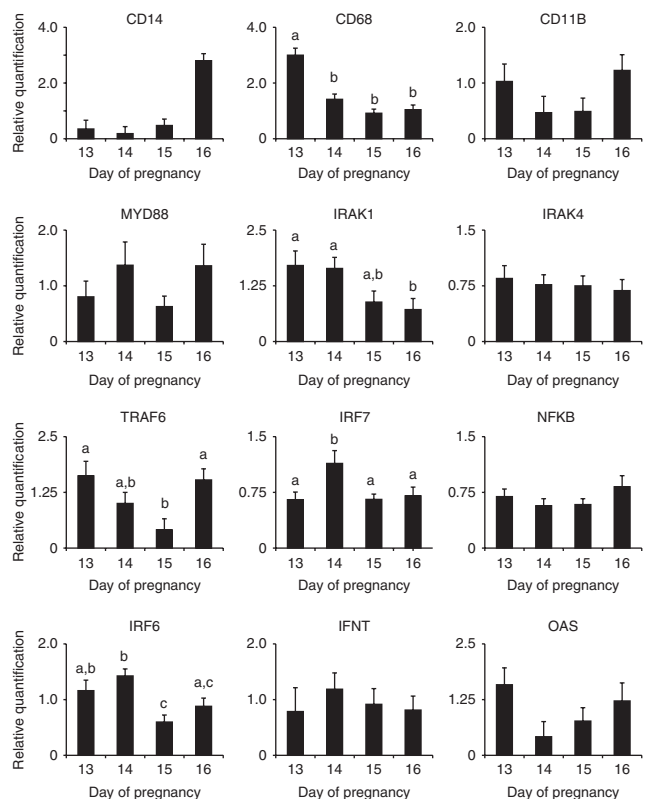 CD14 CD68 CD11B
Relative quantification
4.0 4.0 2.0
a
2.0 2.0 1.0
b b b
0 0 0
13 14 15 16 13 14 15 16 13 14 15 16
Day of pregnancy Day of pregnancy Day of pregnancy
MYD88 IRAK1 IRAK4
Relative quantification
2.0 2.5 1.5
a a
1.0 1.25 0.75
a,b b
0 0 0
13 14 15 16 13 14 15 16 13 14 15 16
Day of pregnancy Day of pregnancy Day of pregnancy
TRAF6 IRF7 NFKB
Relative quantification
2.5 1.5 1.5
a a,b b a
1.25 0.75 0.75
a b a a
0 0 0
13 14 15 16 13 14 15 16 13 14 15 16
Day of pregnancy Day of pregnancy Day of pregnancy
IRF6 IFNT OAS
Relative quantification
2.0 2.0 2.5
a,b b c a,c
1.0 1.0 1.25
0 0 0
13 14 15 16 13 14 15 16 13 14 15 16
Day of pregnancy Day of pregnancy Day of pregnancy